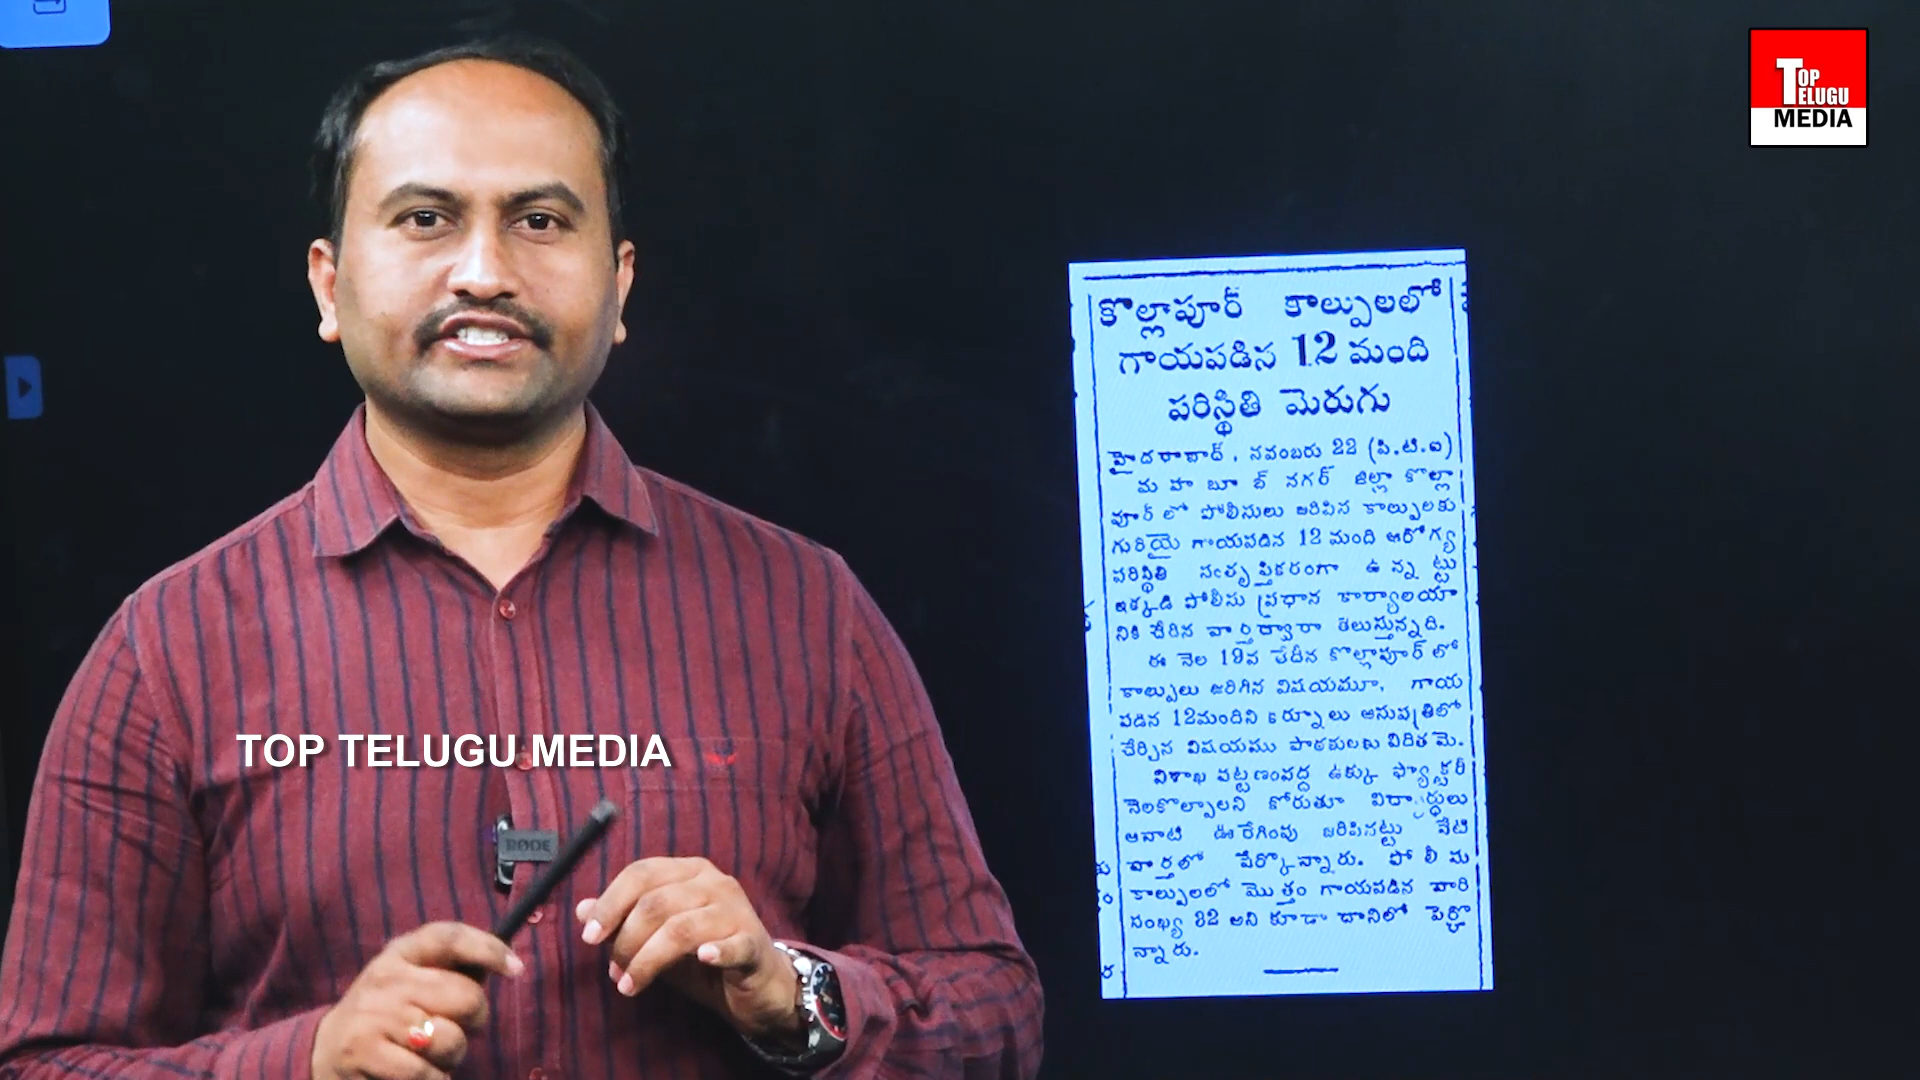 TOP
TELUGU
MEDIA
కొల్లాపూర్ కాల్పులలో
గాయపడిన 12 మంది
పరిస్థితి మెరుగు
హైదరాబాద్, నవంబరు 22 (పి.టి.ఐ)
మహబూబ్ నగర్ జిల్లా కొల్లా
పూర్ లో పోలీసులు జరిపిన కాల్పులకు
గురియై గాయపడిన 12 మంది ఆరోగ్య
పరిస్థితి సంతృప్తికరంగా ఉన్నట్టు
ఇక్కడి పోలీసు ప్రధాన కార్యాలయా
నికి చేరిన వార్తద్వారా తెలుస్తున్నది.
ఈ నెల 19వ తేదీన కొల్లాపూర్ లో
కాల్పులు జరిగిన విషయమూ, గాయ
పడిన 12మందిని కర్నూలు ఆసుపత్రిలో
చేర్చిన విషయము పాఠకులకు విదితమె.
విశాఖపట్టణంవద్ద ఉక్కు ఫ్యాక్టరీ
నెలకొల్పాలని కోరుతూ విద్యార్థులు
ఆనాటి ఊరేగింపు జరిపినట్టు నేటి
వార్తలో పేర్కొన్నారు. పోలీసు
కాల్పులలో మొత్తం గాయపడిన వారి
సంఖ్య 32 అని కూడా దానిలో పేర్కొ
న్నారు.
TOP TELUGU MEDIA
RODE